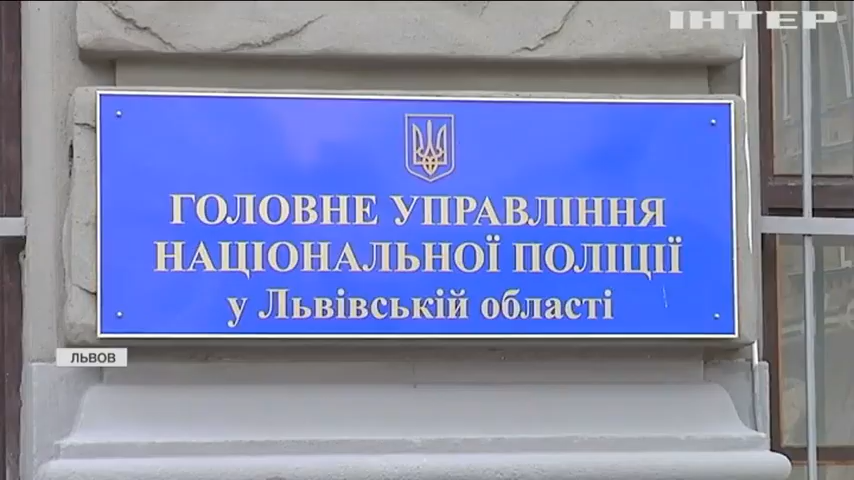 ІНТЕР
ГОЛОВНЕ УПРАВЛІННЯ
НАЦІОНАЛЬНОЇ ПОЛІЦІЇ
у Львівській області
ЛЬВОВ